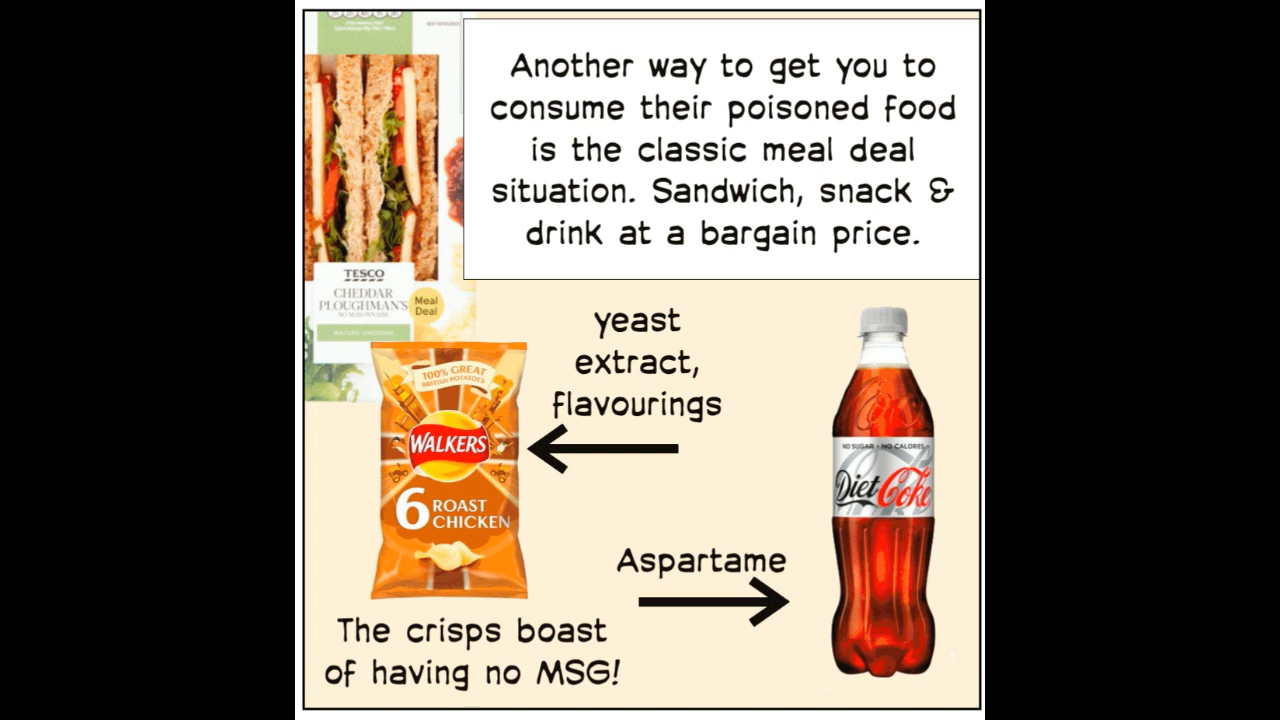 Another way to get you to
consume their poisoned food
is the classic meal deal
situation. Sandwich, snack &
drink at a bargain price.
TESCO
CHEDDAR
PLOUGHMAN'S
NO MAYONNAISE
Meal
Deal
MATURE CHEDDAR
yeast
extract,
flavourings
100% GREAT
BRITISH POTATOES
WALKERS
6 ROAST
CHICKEN
NO SUGAR • NO CALORIES
Diet Coke
Aspartame
The crisps boast
of having no MSG!